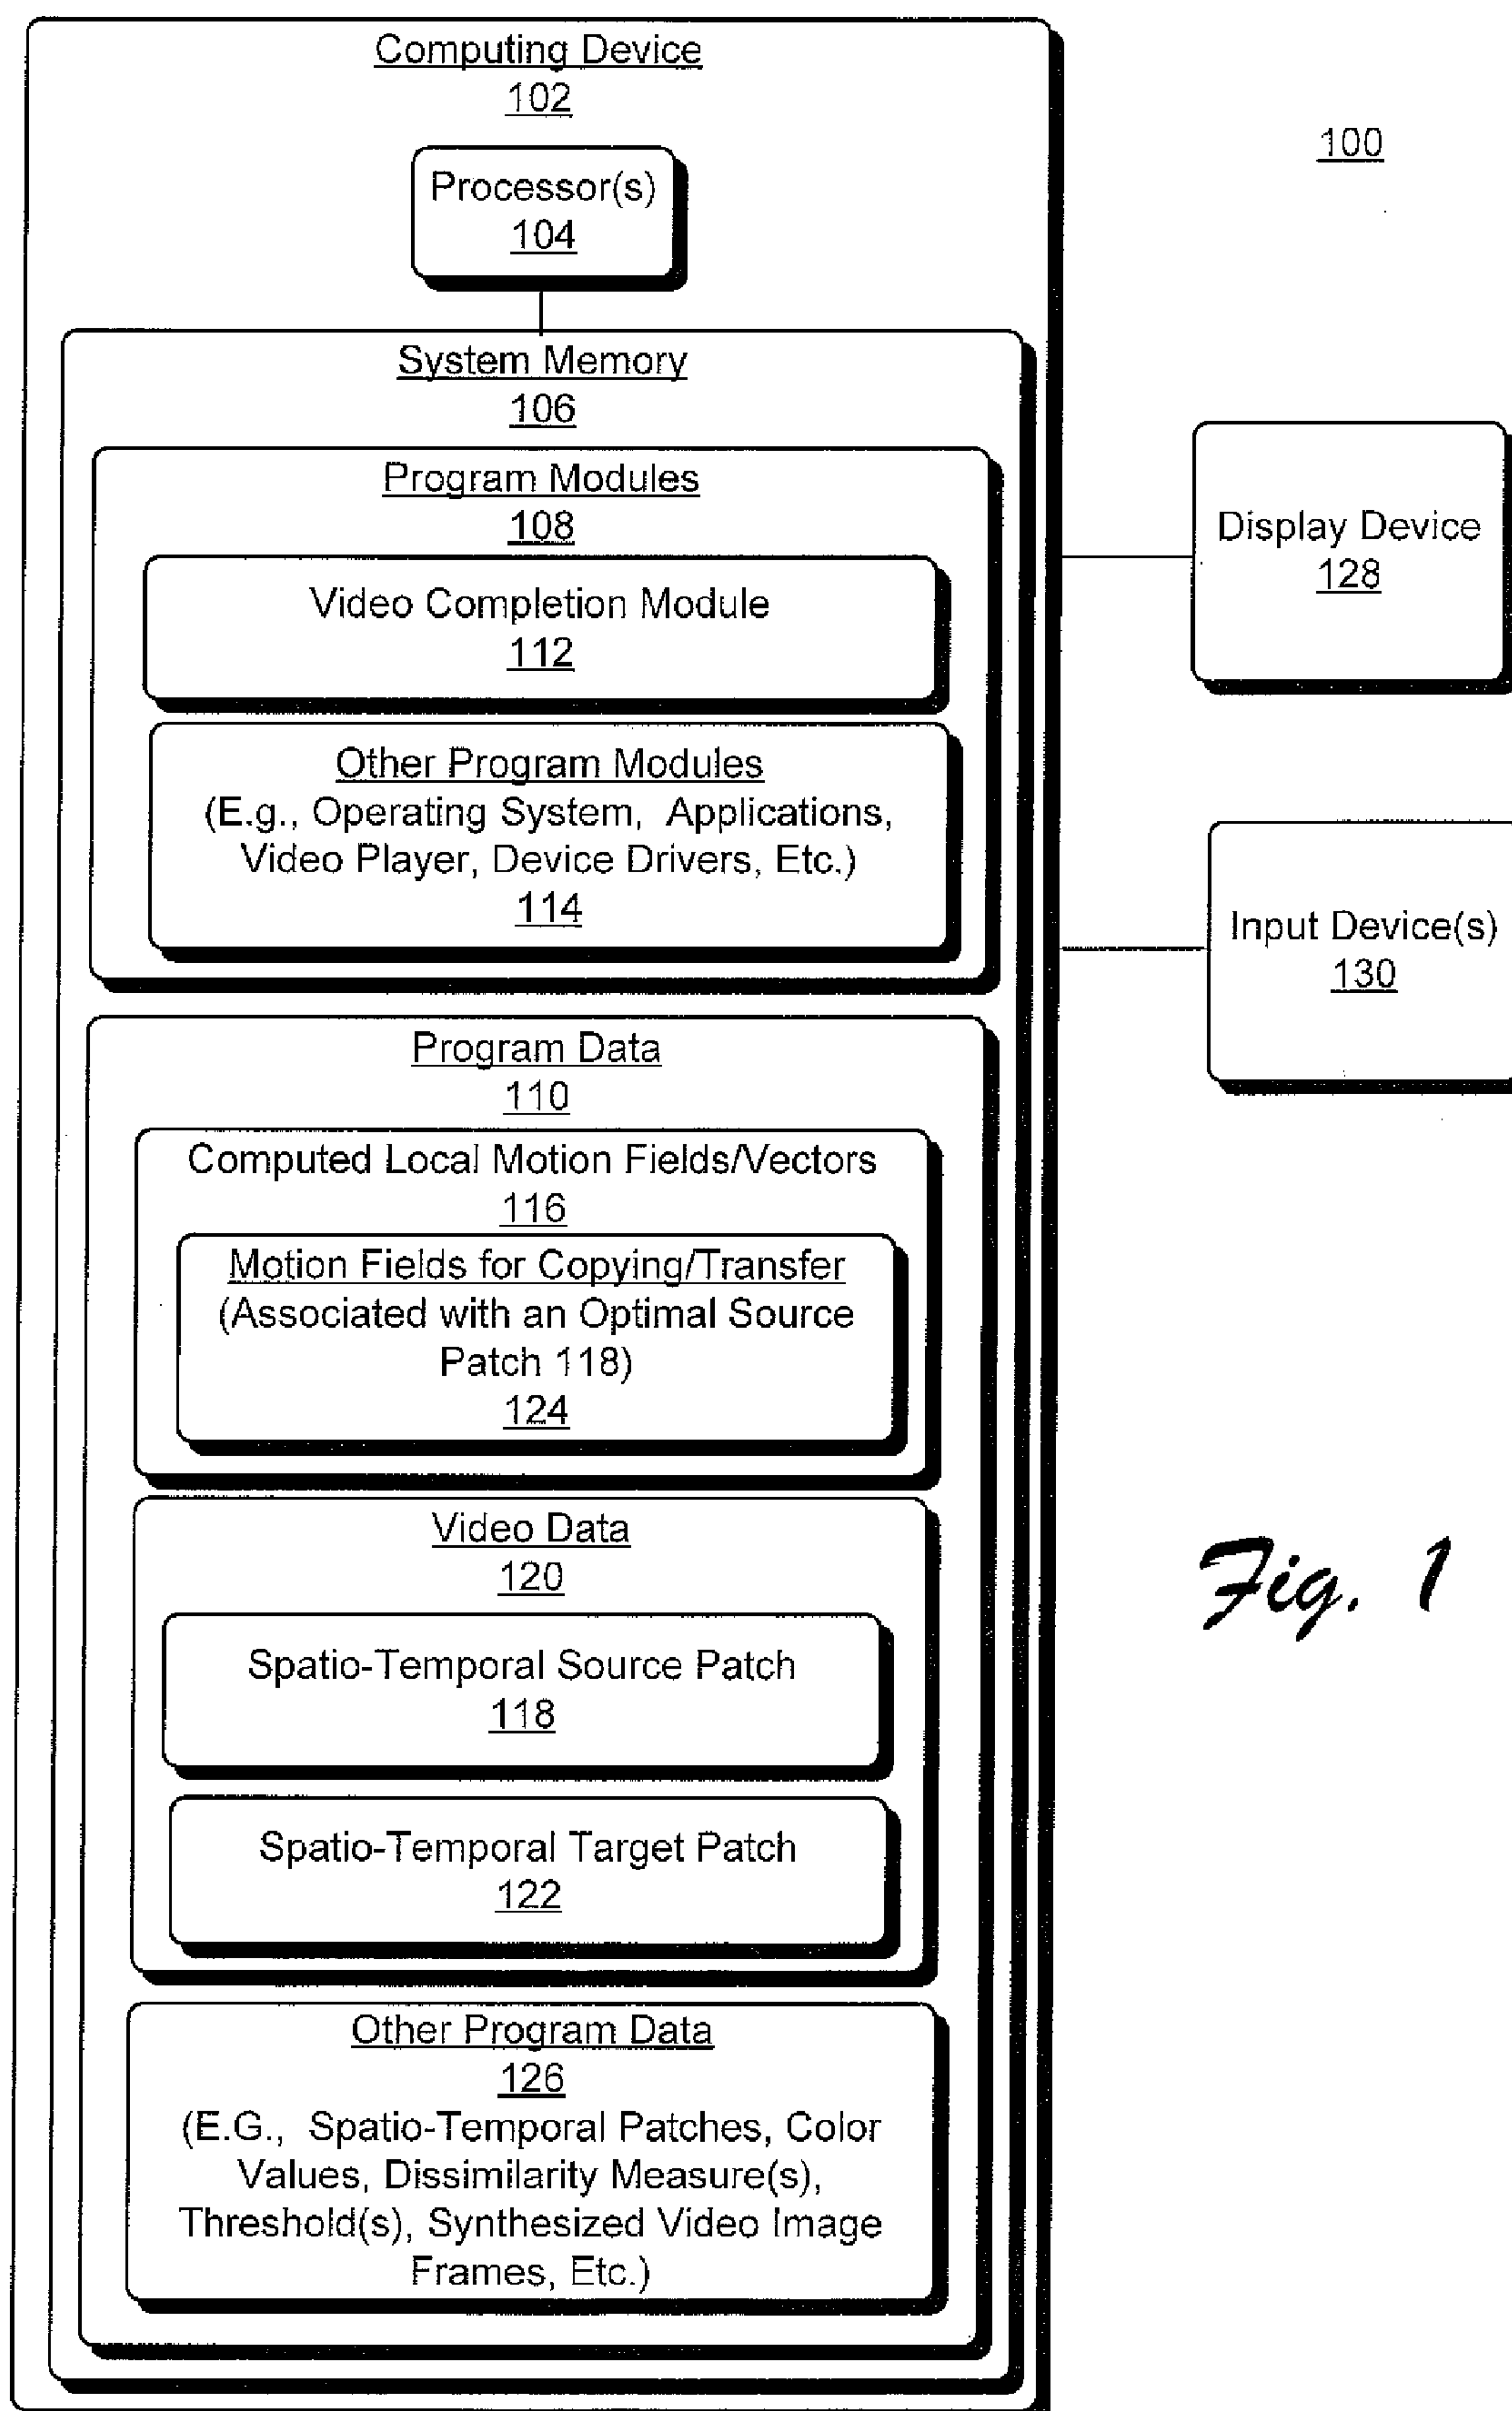 Computing Device
102
100
Processor(s)
104
System Memory
106
Program Modules
108
Video Completion Module
112
Other Program Modules
(E.g., Operating System, Applications,
Video Player, Device Drivers, Etc.)
114
Display Device
128
Input Device(s)
130
Program Data
110
Computed Local Motion Fields/Vectors
116
Motion Fields for Copying/Transfer
(Associated with an Optimal Source
Patch 118)
124
Video Data
120
Spatio-Temporal Source Patch
118
Spatio-Temporal Target Patch
122
Other Program Data
126
(E.G., Spatio-Temporal Patches, Color
Values, Dissimilarity Measure(s),
Threshold(s), Synthesized Video Image
Frames, Etc.)
Fig. 1